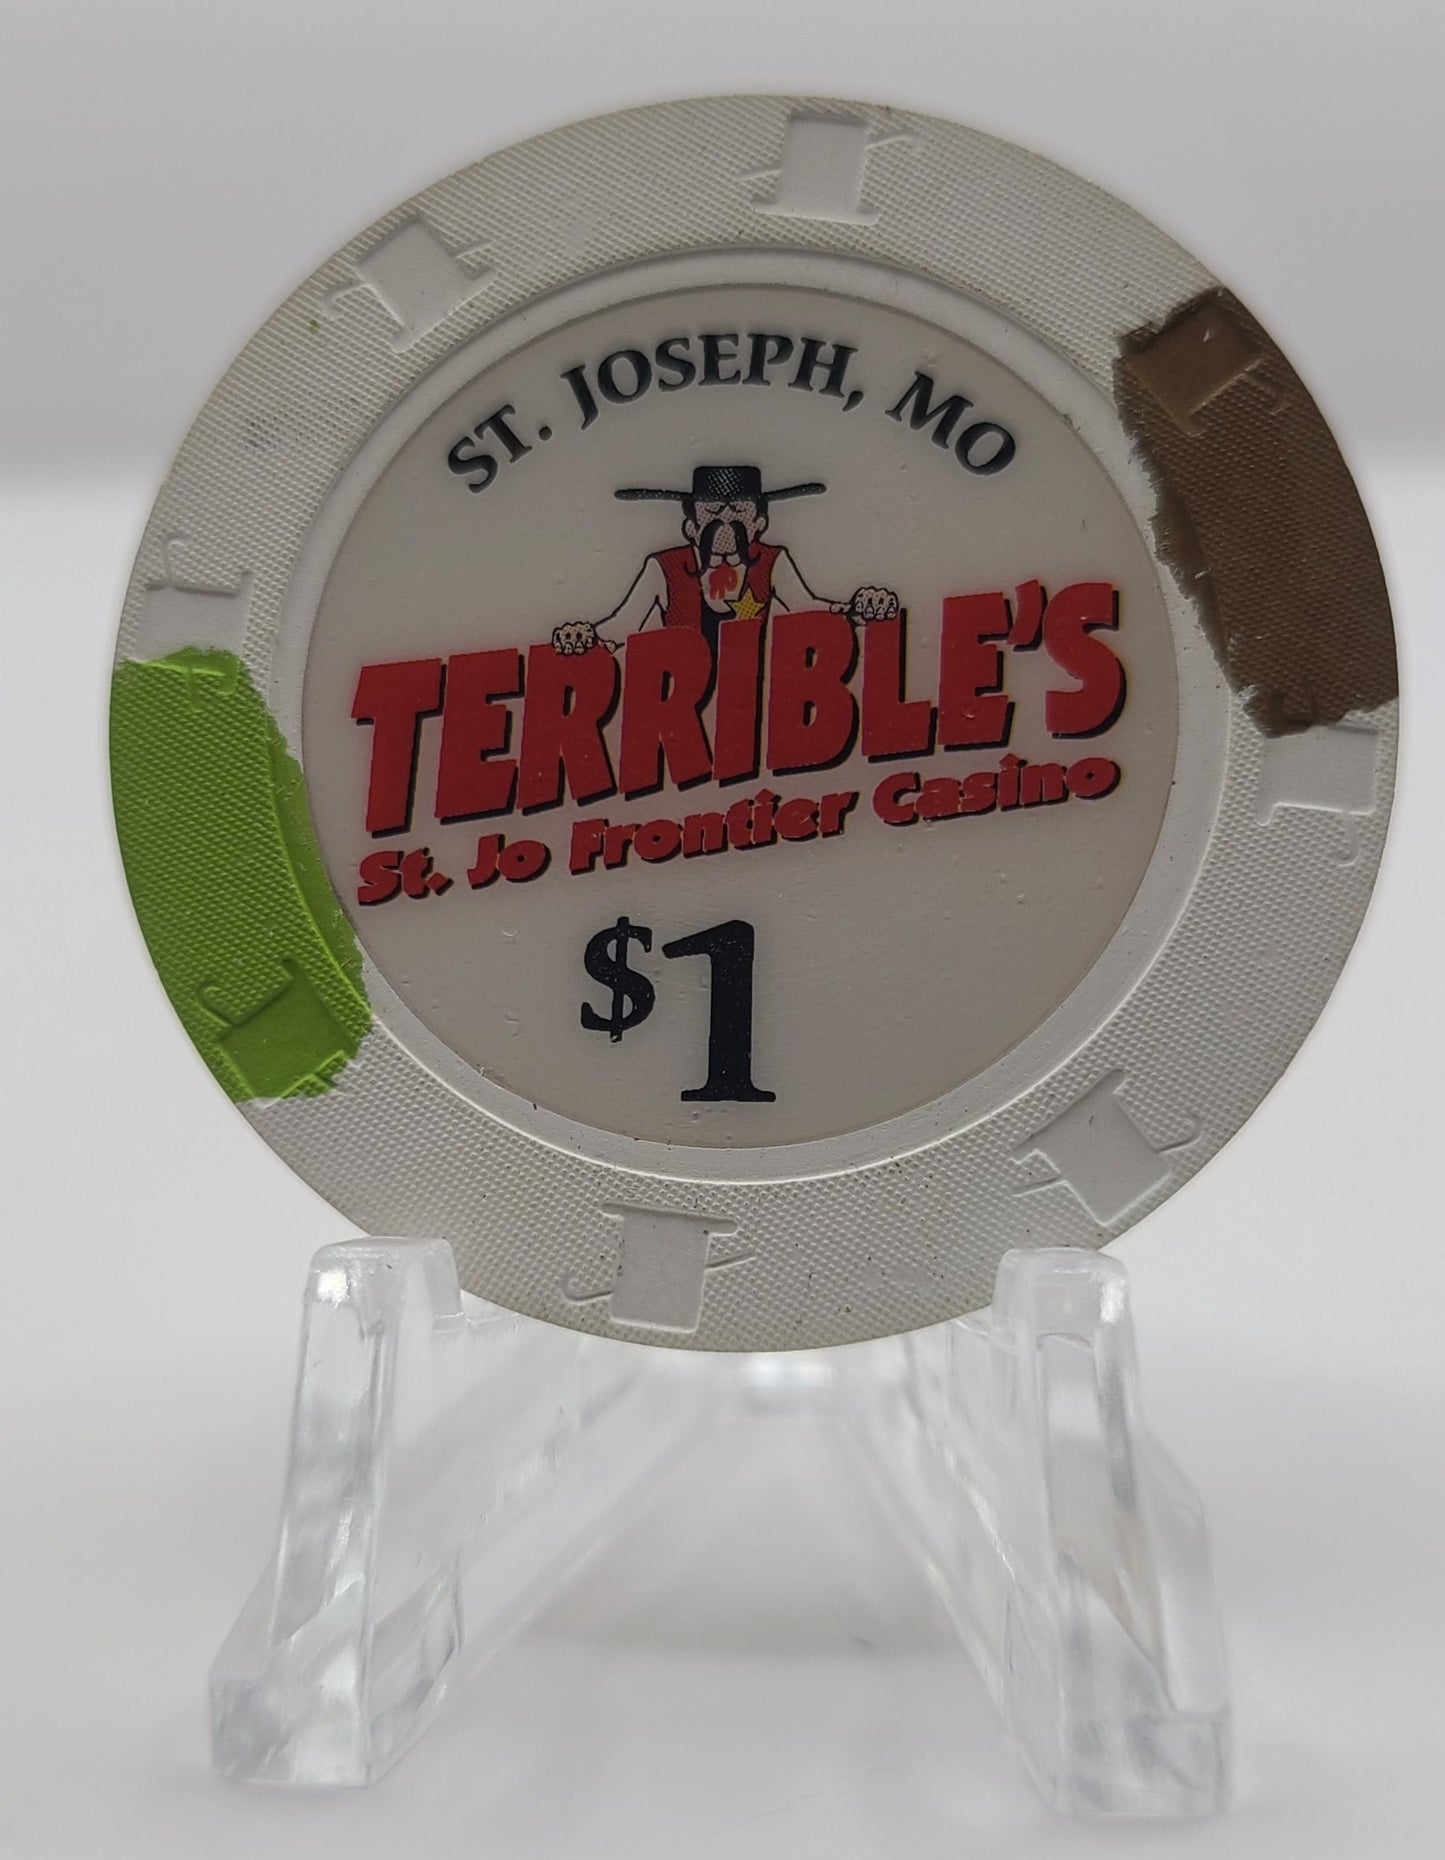 ST. JOSEPH, MO
TERRIBLE'S
St. Jo Frontier Casino
$1